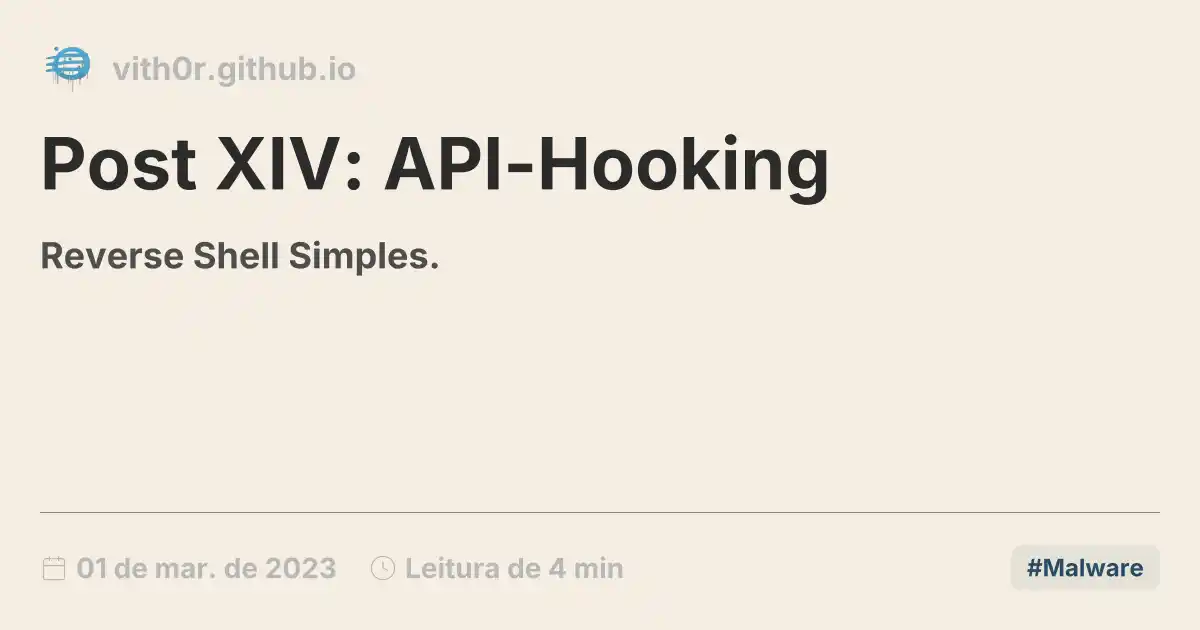 vith0r.github.io
Post XIV: API-Hooking
Reverse Shell Simples.
01 de mar. de 2023 Leitura de 4 min #Malware